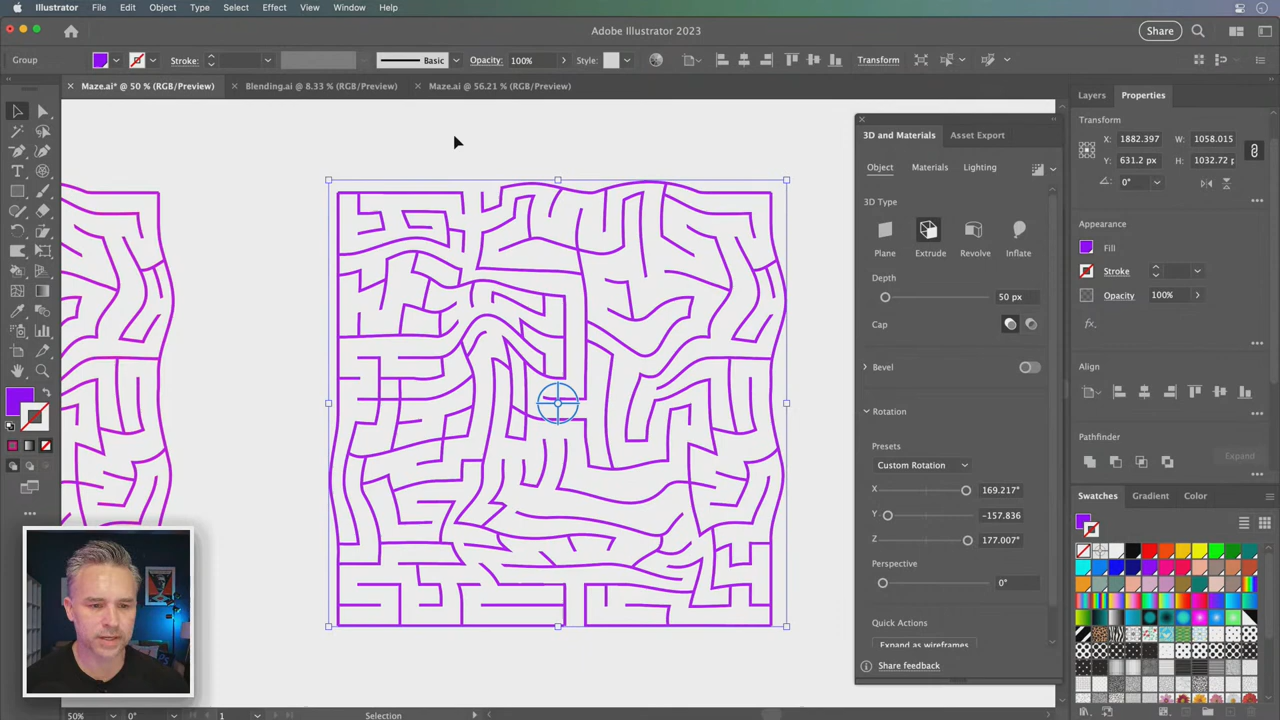 Illustrator File Edit Object Type Select Effect View Window Help
Adobe Illustrator 2023
Share
Group
Stroke:
Basic
Opacity: 100%
Style:
Transform
Maze.ai* @ 50 % (RGB/Preview)
Blending.ai @ 8.33 % (RGB/Preview)
Maze.ai @ 56.21 % (RGB/Preview)
3D and Materials Asset Export
Object Materials Lighting
3D Type
Plane Extrude Revolve Inflate
Depth
50 px
Cap
Bevel
Rotation
Presets
Custom Rotation
X 169.217°
Y -157.836
Z 177.007°
Perspective
0°
Quick Actions
Expand as wireframes
Share feedback
Layers Properties
Transform
X: 1882.397 W: 1058.015
Y: 631.2 px H: 1032.72 p
0°
Appearance
Fill
Stroke
Opacity 100%
fx.
Align
Pathfinder
Expand
Swatches Gradient Color
50% 0° 1 Selection